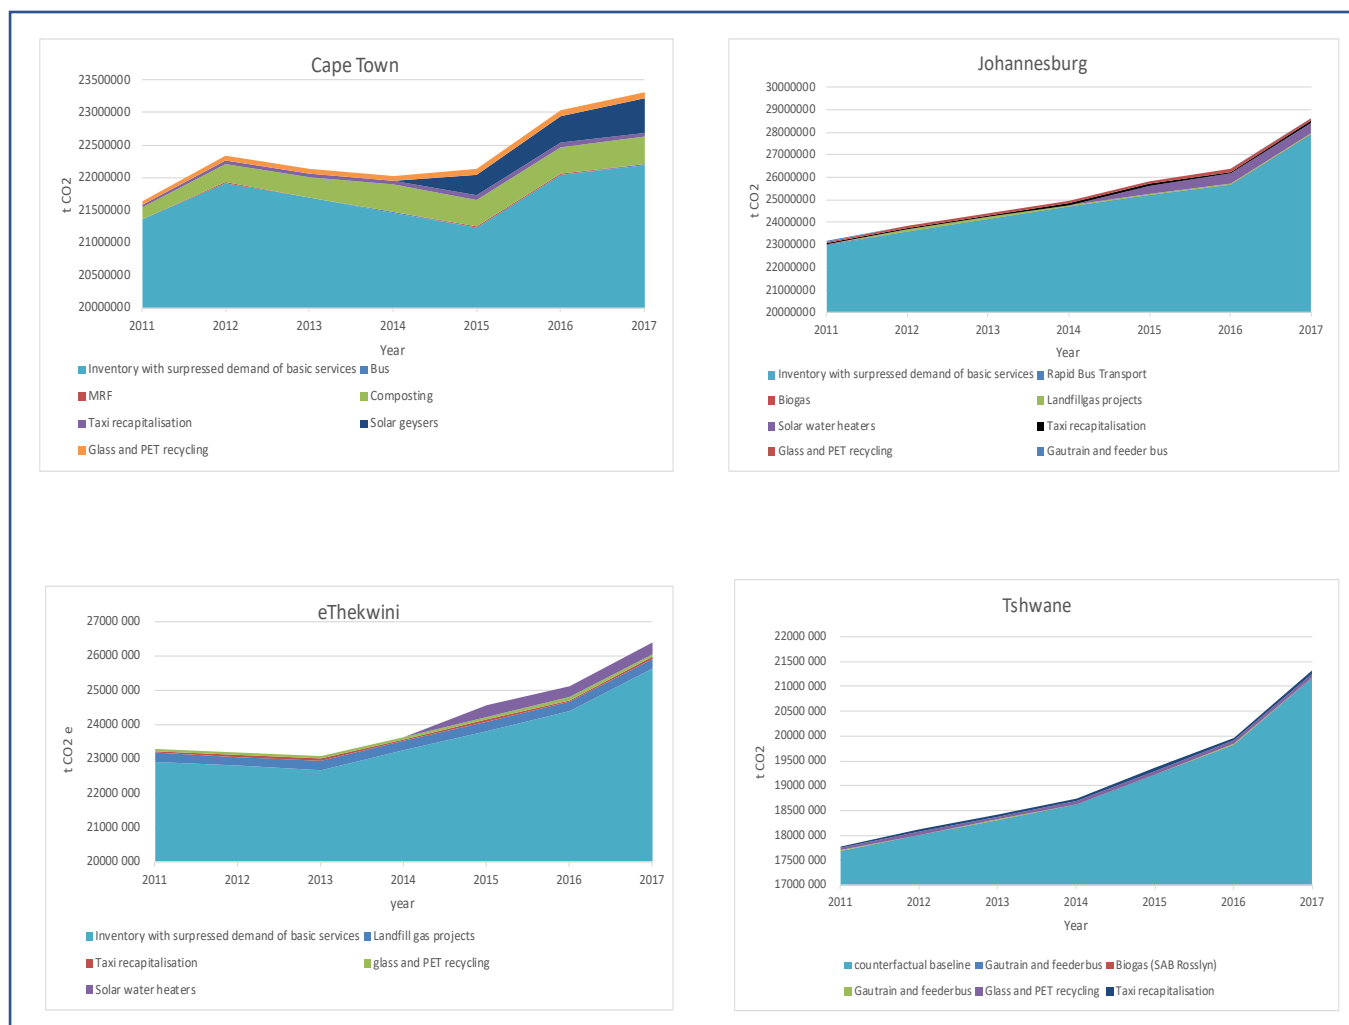 Cape Town
23500000
23000000
22500000
22000000
21500000
21000000
20500000
20000000
t CO2
2011 2012 2013 2014 2015 2016 2017
Year
Inventory with surpressed demand of basic services Bus
MRF Composting
Taxi recapitalisation Solar geysers
Glass and PET recycling
Johannesburg
30000000
29000000
28000000
27000000
26000000
25000000
24000000
23000000
22000000
21000000
20000000
t CO2
2011 2012 2013 2014 2015 2016 2017
Year
Inventory with surpressed demand of basic services Rapid Bus Transport
Biogas Landfillgas projects
Solar water heaters Taxi recapitalisation
Glass and PET recycling Gautrain and feeder bus
eThekwini
27000 000
26000 000
25000 000
24000 000
23000 000
22000 000
21000 000
20000 000
t CO2 e
2011 2012 2013 2014 2015 2016 2017
year
Inventory with surpressed demand of basic services Landfill gas projects
Taxi recapitalisation glass and PET recycling
Solar water heaters
Tshwane
22000 000
21500 000
21000 000
20500 000
20000 000
19500 000
19000 000
18500 000
18000 000
17500 000
17000 000
t CO2
2011 2012 2013 2014 2015 2016 2017
Year
counterfactual baseline Gautrain and feederbus Biogas (SAB Rosslyn)
Gautrain and feederbus Glass and PET recycling Taxi recapitalisation